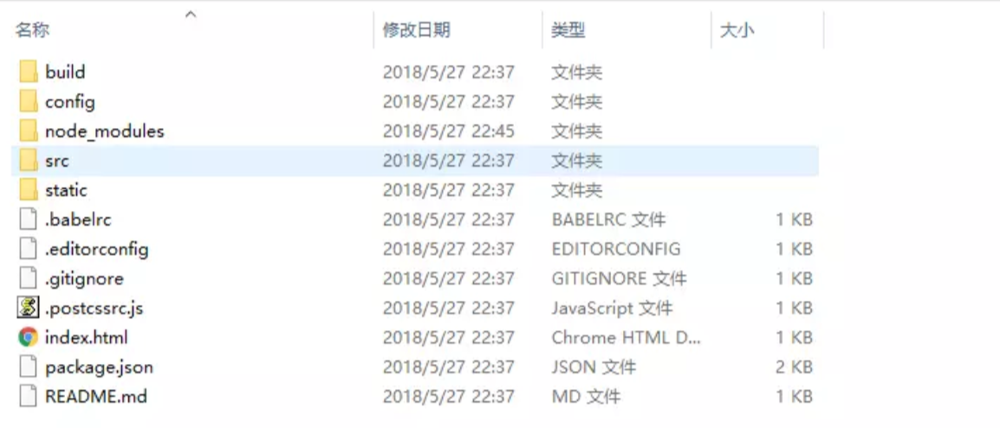 名称 修改日期 类型 大小
build 2018/5/27 22:37 文件夹
config 2018/5/27 22:37 文件夹
node_modules 2018/5/27 22:45 文件夹
src 2018/5/27 22:37 文件夹
static 2018/5/27 22:37 文件夹
.babelrc 2018/5/27 22:37 BABELRC 文件 1 KB
.editorconfig 2018/5/27 22:37 EDITORCONFIG 1 KB
.gitignore 2018/5/27 22:37 GITIGNORE 文件 1 KB
.postcssrc.js 2018/5/27 22:37 JavaScript 文件 1 KB
index.html 2018/5/27 22:37 Chrome HTML D... 1 KB
package.json 2018/5/27 22:37 JSON 文件 2 KB
README.md 2018/5/27 22:37 MD 文件 1 KB